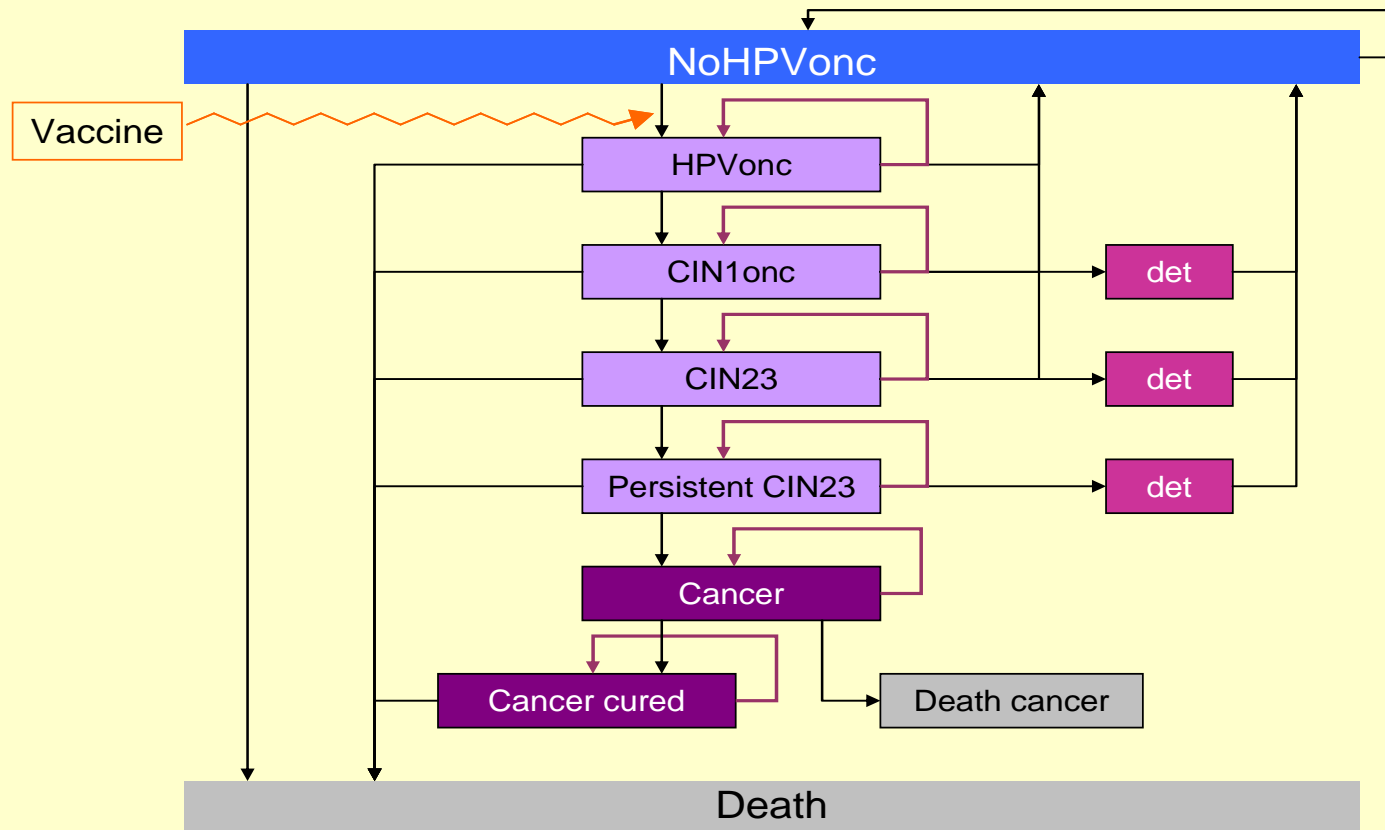 NoHPVonc
Vaccine
HPVonc
CIN1onc
det
CIN23
det
Persistent CIN23
det
Cancer
Cancer cured
Death cancer
Death